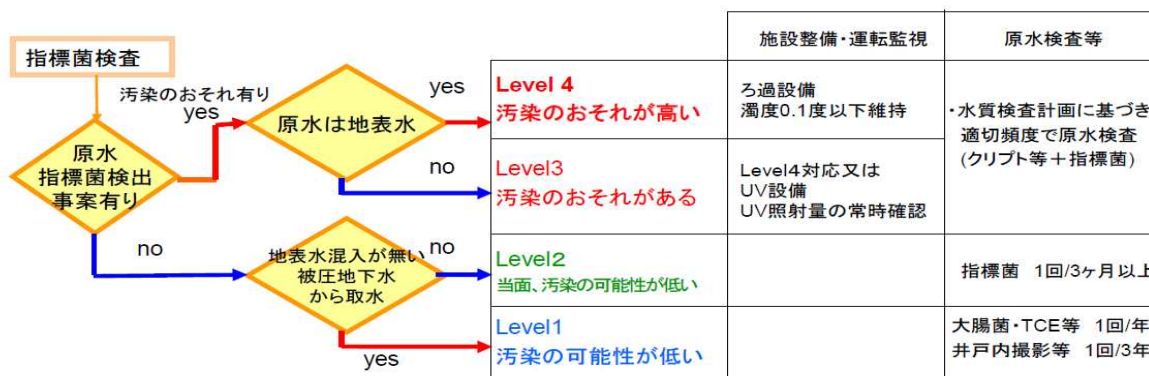 指標菌検査
汚染のおそれ有り
yes
原水
指標菌検出
事案有り
no
原水は地表水
yes
no
地表水混入が無い
被圧地下水
から取水
no
yes
施設整備・運転監視
原水検査等
Level 4
汚染のおそれが高い
ろ過設備
濁度0.1度以下維持
・水質検査計画に基づき
適切頻度で原水検査
(クリプト等+指標菌)
Level3
汚染のおそれがある
Level4対応又は
UV設備
UV照射量の常時確認
Level2
当面、汚染の可能性が低い
指標菌 1回/3ヶ月以上
Level1
汚染の可能性が低い
大腸菌・TCE等 1回/年
井戸内撮影等 1回/3年